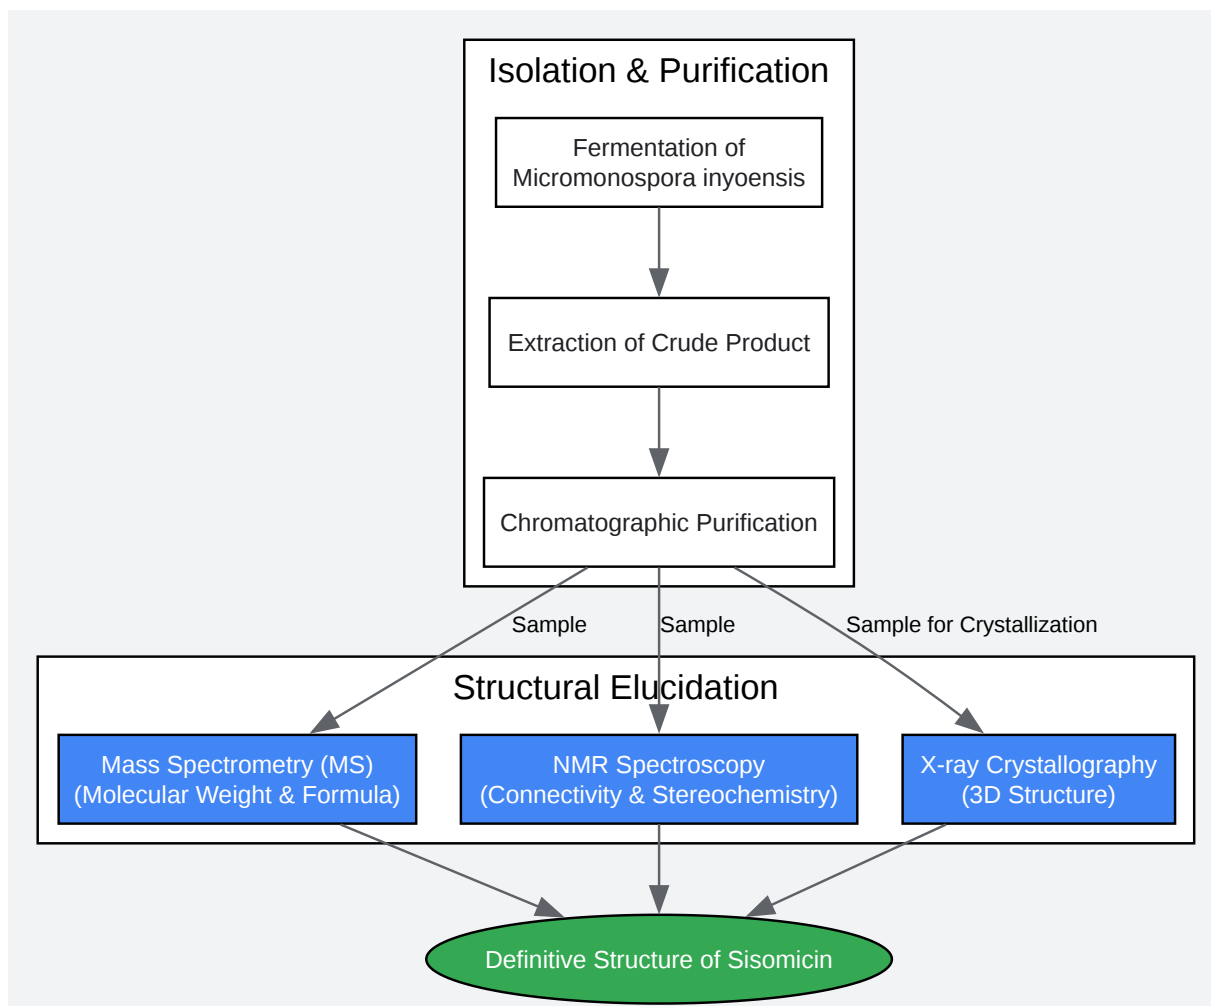 Isolation & Purification
Fermentation of
Micromonospora inyoensis
Extraction of Crude Product
Chromatographic Purification
Sample
Sample
Sample for Crystallization
Structural Elucidation
Mass Spectrometry (MS)
(Molecular Weight & Formula)
NMR Spectroscopy
(Connectivity & Stereochemistry)
X-ray Crystallography
(3D Structure)
Definitive Structure of Sisomicin